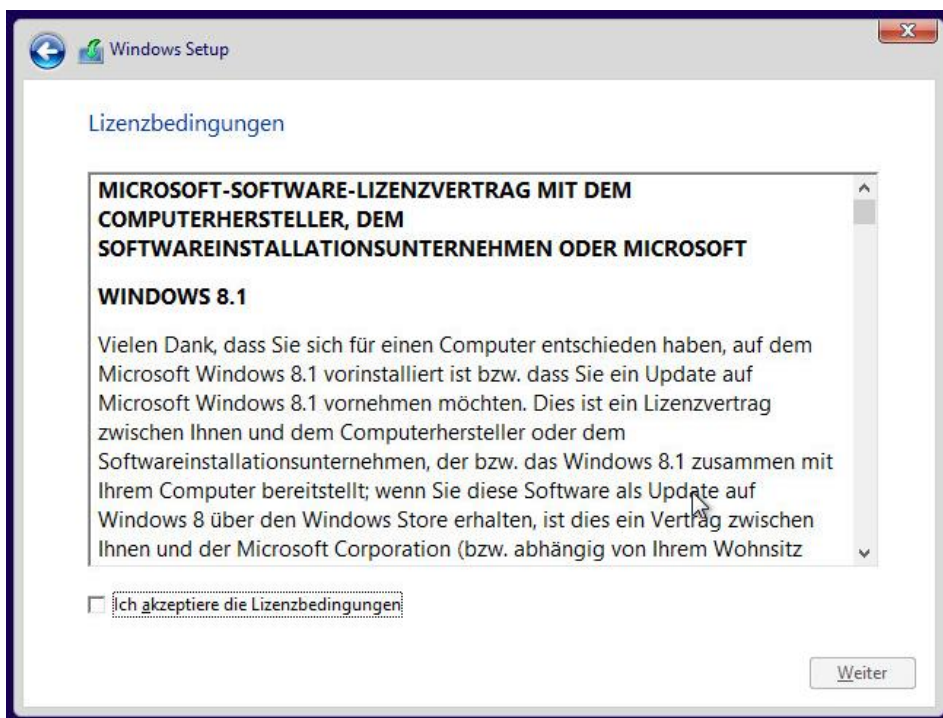 Windows Setup
Lizenzbedingungen
MICROSOFT-SOFTWARE-LIZENZVERTRAG MIT DEM
COMPUTERHERSTELLER, DEM
SOFTWAREINSTALLATIONSUNTERNEHMEN ODER MICROSOFT
WINDOWS 8.1
Vielen Dank, dass Sie sich für einen Computer entschieden haben, auf dem
Microsoft Windows 8.1 vorinstalliert ist bzw. dass Sie ein Update auf
Microsoft Windows 8.1 vornehmen möchten. Dies ist ein Lizenzvertrag
zwischen Ihnen und dem Computerhersteller oder dem
Softwareinstallationsunternehmen, der bzw. das Windows 8.1 zusammen mit
Ihrem Computer bereitstellt; wenn Sie diese Software als Update auf
Windows 8 über den Windows Store erhalten, ist dies ein Vertrag zwischen
Ihnen und der Microsoft Corporation (bzw. abhängig von Ihrem Wohnsitz
Ich akzeptiere die Lizenzbedingungen
Weiter